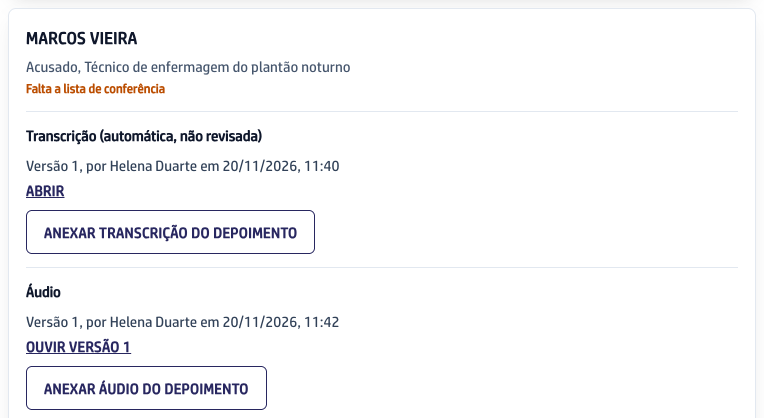 MARCOS VIEIRA
Acusado, Técnico de enfermagem do plantão noturno
Falta a lista de conferência
Transcrição (automática, não revisada)
Versão 1, por Helena Duarte em 20/11/2026, 11:40
ABRIR
ANEXAR TRANSCRIÇÃO DO DEPOIMENTO
Áudio
Versão 1, por Helena Duarte em 20/11/2026, 11:42
OUVIR VERSÃO 1
ANEXAR ÁUDIO DO DEPOIMENTO